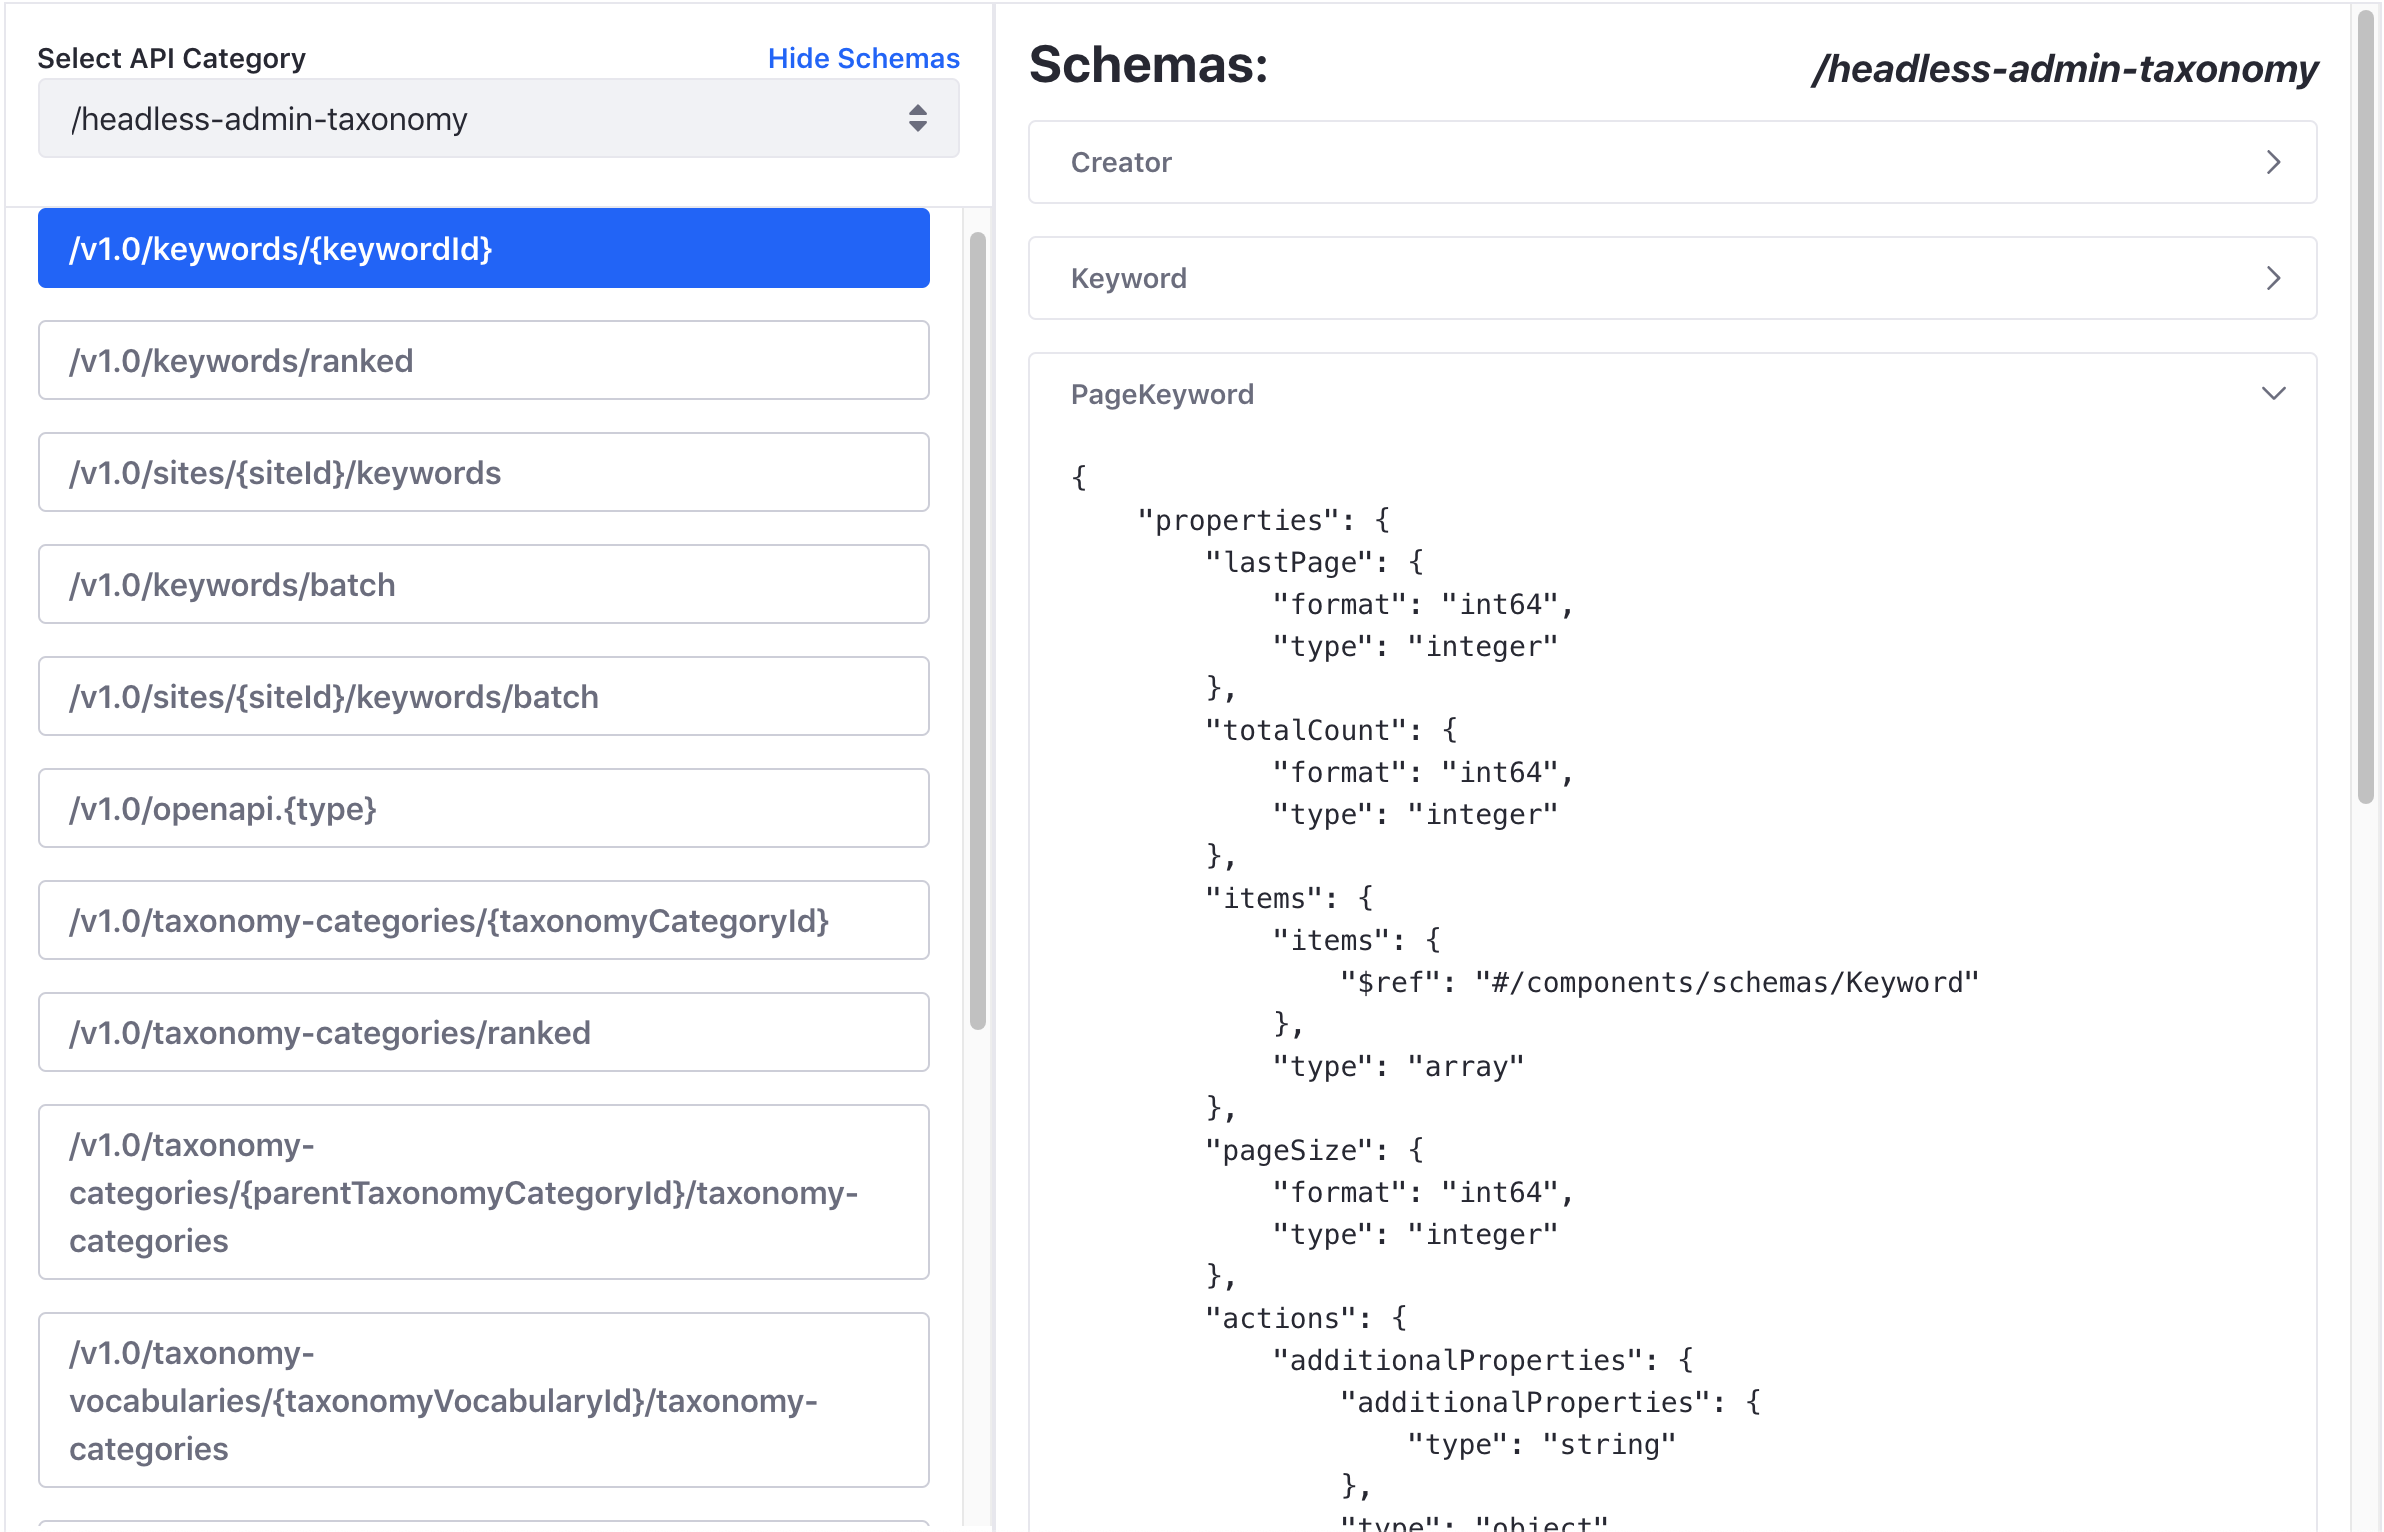 Select API Category
Hide Schemas
/headless-admin-taxonomy
/v1.0/keywords/{keywordId}
/v1.0/keywords/ranked
/v1.0/sites/{siteId}/keywords
/v1.0/keywords/batch
/v1.0/sites/{siteId}/keywords/batch
/v1.0/openapi.{type}
/v1.0/taxonomy-categories/{taxonomyCategoryId}
/v1.0/taxonomy-categories/ranked
/v1.0/taxonomy-
categories/{parentTaxonomyCategoryId}/taxonomy-
categories
/v1.0/taxonomy-
vocabularies/{taxonomyVocabularyId}/taxonomy-
categories
Schemas:
/headless-admin-taxonomy
Creator
Keyword
PageKeyword
{
    "properties": {
        "lastPage": {
            "format": "int64",
            "type": "integer"
        },
        "totalCount": {
            "format": "int64",
            "type": "integer"
        },
        "items": {
            "items": {
                "$ref": "#/components/schemas/Keyword"
            },
            "type": "array"
        },
        "pageSize": {
            "format": "int64",
            "type": "integer"
        },
        "actions": {
            "additionalProperties": {
                "additionalProperties": {
                    "type": "string"
                },
                "type": "object"